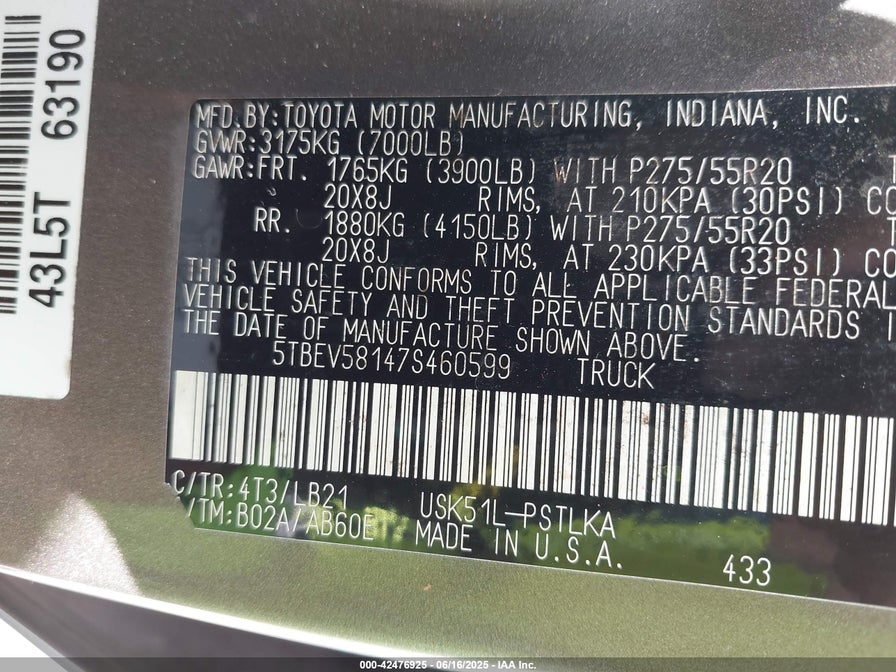 43L5T 63190
MFD.BY:TOYOTA MOTOR MANUFACTURING, INDIANA, INC.
GVWR:3175KG (7000LB)
GAWR:FRT. 1765KG (3900LB) WITH P275/55R20
20X8J RIMS, AT 210KPA (30PSI) CO
RR. 1880KG (4150LB) WITH P275/55R20
20X8J RIMS, AT 230KPA (33PSI) CO
THIS VEHICLE CONFORMS TO ALL APPLICABLE FEDERAL
VEHICLE SAFETY AND THEFT PREVENTION STANDARDS
THE DATE OF MANUFACTURE SHOWN ABOVE.
5TBEV58147S460599 TRUCK
C/TR:4T3/LB21 USK51L-PSTLKA
/TM:B02A/AB60E MADE IN U.S.A.
433
000-42476925 | 06/16/2025 - IAA Inc.